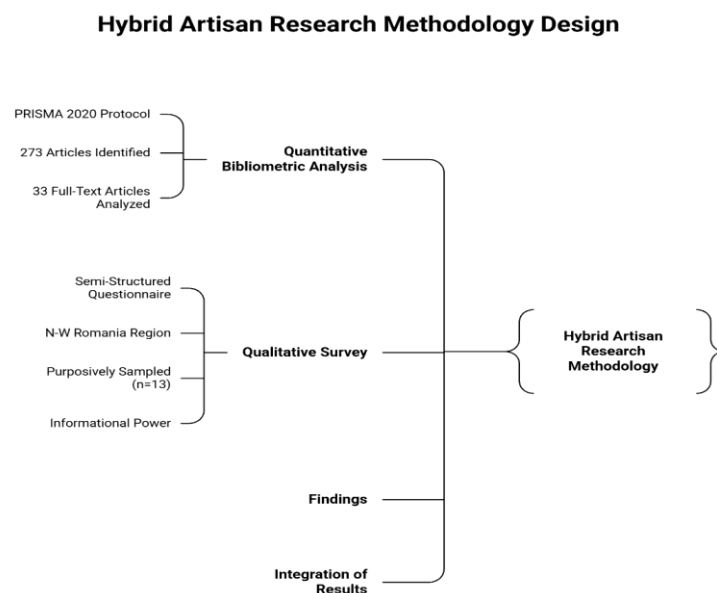 Hybrid Artisan Research Methodology Design
PRISMA 2020 Protocol
273 Articles Identified
33 Full-Text Articles
Analyzed
Quantitative
Bibliometric Analysis
Semi-Structured
Questionnaire
N-W Romania Region
Purposively Sampled
(n=13)
Informational Power
Qualitative Survey
Findings
Integration of
Results
Hybrid Artisan
Research
Methodology